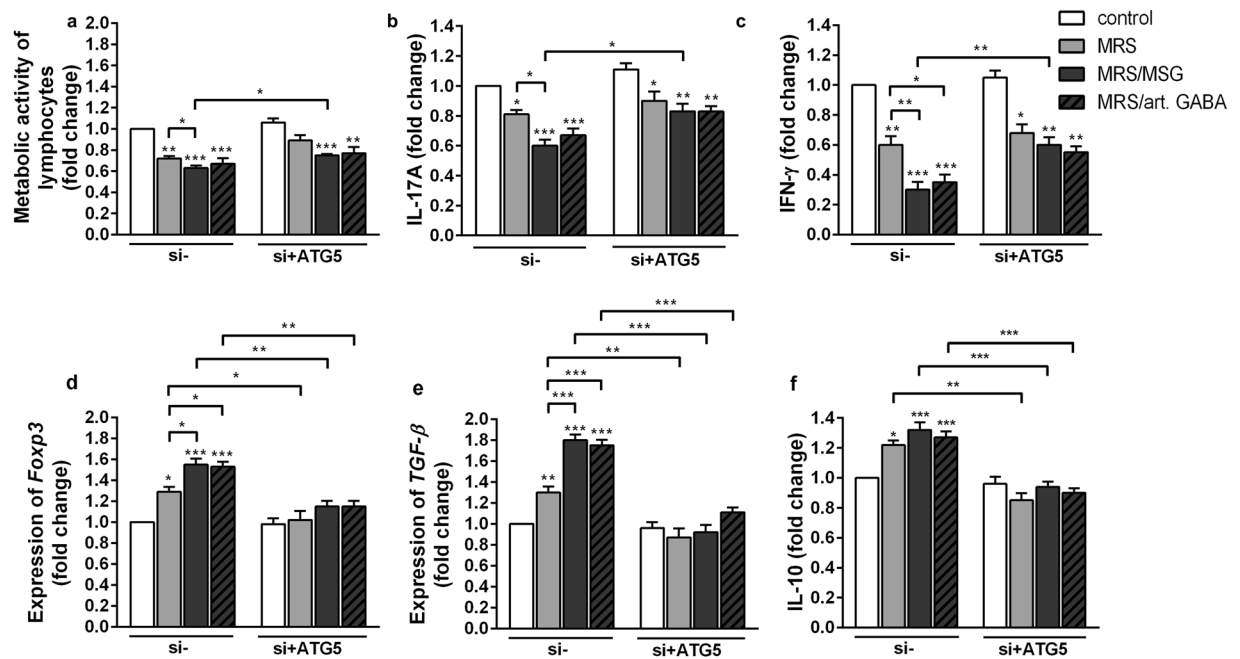 a
Metabolic activity of
lymphocytes
(fold change)
2.0
1.8
1.6
1.4
1.2
1.0
0.8
0.6
0.4
0.2
0.0
*
*
** *** ***
*** **
si-
si+ATG5
b
IL-17A (fold change)
1.4
1.2
1.0
0.8
0.6
0.4
0.2
0.0
*
*
* *** ***
* ** **
si-
si+ATG5
c
IFN-γ (fold change)
1.4
1.2
1.0
0.8
0.6
0.4
0.2
0.0
**
*
**
** *** ***
* ** **
si-
si+ATG5
control
MRS
MRS/MSG
MRS/art. GABA
d
Expression of Foxp3
(fold change)
2.0
1.8
1.6
1.4
1.2
1.0
0.8
0.6
0.4
0.2
0.0
**
**
*
*
*
* *** ***
si-
si+ATG5
e
Expression of TGF-β
(fold change)
2.0
1.8
1.6
1.4
1.2
1.0
0.8
0.6
0.4
0.2
0.0
***
***
**
***
***
** *** ***
si-
si+ATG5
f
IL-10 (fold change)
1.4
1.2
1.0
0.8
0.6
0.4
0.2
0.0
***
***
**
* *** ***
si-
si+ATG5